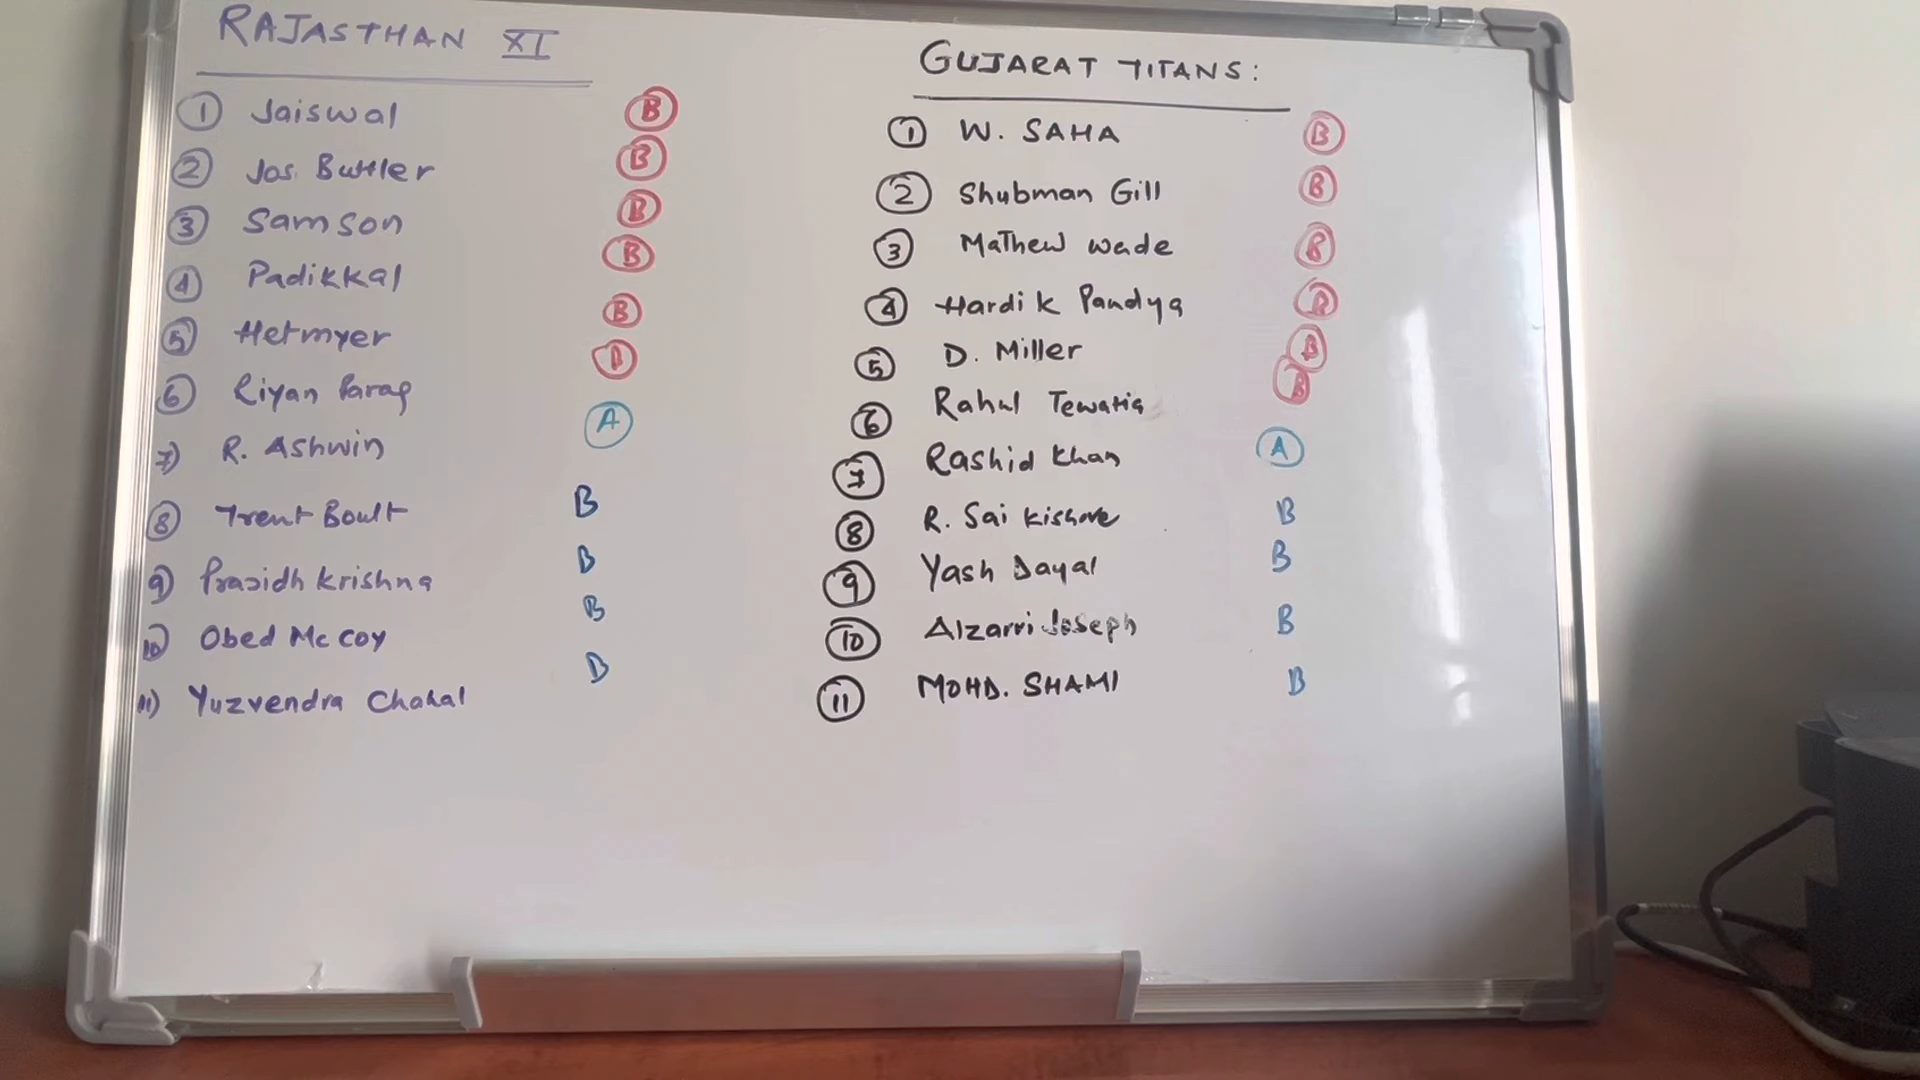 RAJASTHAN XI
1 Jaiswal B
2 Jos Buttler B
3 Samson B
4 Padikkal B
5 Hetmyer B
6 Riyan Parag B
7) R. Ashwin A
8 Trent Boult B
9) Prasidh Krishna B
10) Obed Mc Coy B
11) Yuzvendra Chahal B
GUJARAT TITANS:
1 W. SAHA B
2 Shubman Gill B
3 Mathew wade B
4 Hardik Pandya B
5 D. Miller B
6 Rahul Tewatia B
7 Rashid Khan A
8 R. Sai Kishore B
9 Yash Dayal B
10 Alzarri Joseph B
11 MOHD. SHAMI B